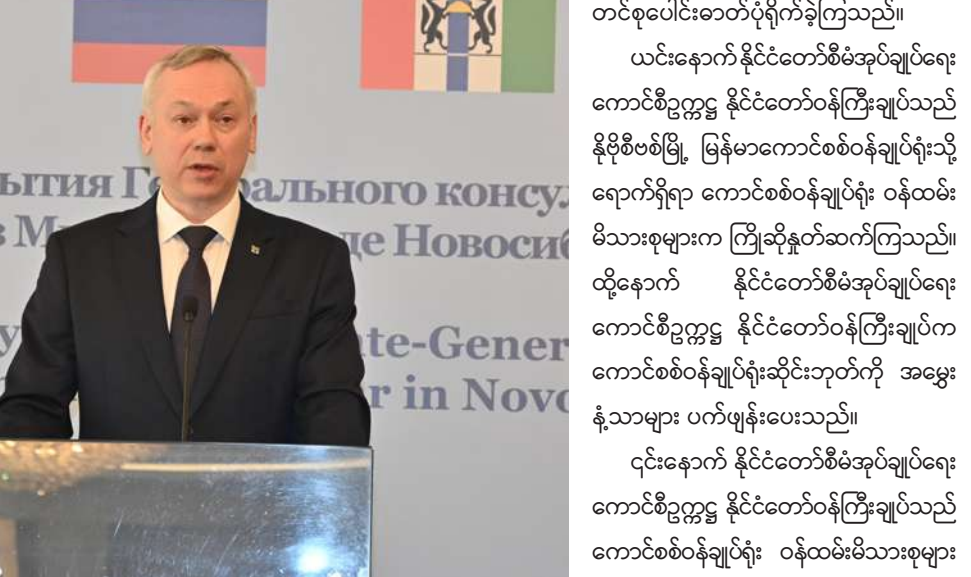 ытия Г рального консу
в М де Новосиб
te-Gener
r in Novo
တင်စုပေါင်းဓာတ်ပုံရိုက်ခဲ့ကြသည်။
ယင်းနောက် နိုင်ငံတော်စီမံအုပ်ချုပ်ရေး
ကောင်စီဥက္ကဋ္ဌ နိုင်ငံတော်ဝန်ကြီးချုပ်သည်
နိုဗိုစီဗစ်မြို့ မြန်မာကောင်စစ်ဝန်ချုပ်ရုံးသို့
ရောက်ရှိရာ ကောင်စစ်ဝန်ချုပ်ရုံး ဝန်ထမ်း
မိသားစုများက ကြိုဆိုနှုတ်ဆက်ကြသည်။
ထို့နောက် နိုင်ငံတော်စီမံအုပ်ချုပ်ရေး
ကောင်စီဥက္ကဋ္ဌ နိုင်ငံတော်ဝန်ကြီးချုပ်က
ကောင်စစ်ဝန်ချုပ်ရုံးဆိုင်းဘုတ်ကို အမွှေး
နံ့သာများ ပက်ဖျန်းပေးသည်။
၎င်းနောက် နိုင်ငံတော်စီမံအုပ်ချုပ်ရေး
ကောင်စီဥက္ကဋ္ဌ နိုင်ငံတော်ဝန်ကြီးချုပ်သည်
ကောင်စစ်ဝန်ချုပ်ရုံး ဝန်ထမ်းမိသားစုများ